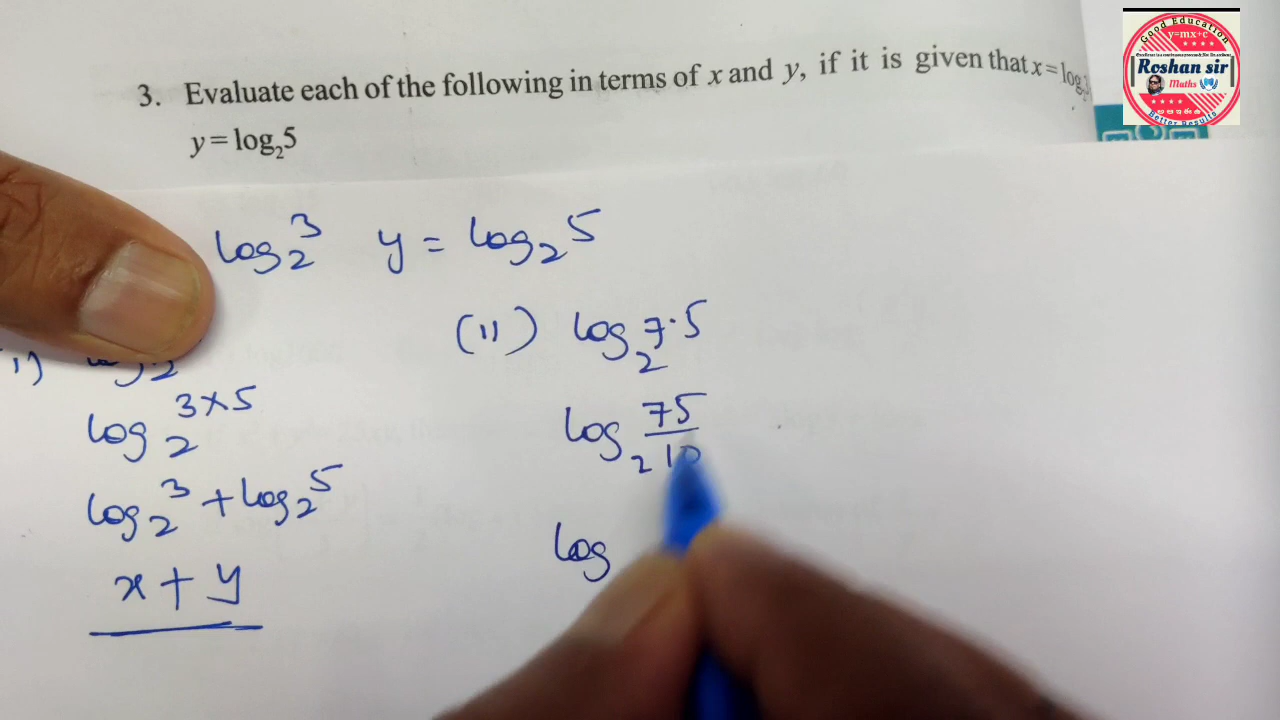 3. Evaluate each of the following in terms of x and y, if it is given that x = log₂3
y = log₂5
log₂3 y = log₂5
(ii) log₂7.5
log₂3×5
log₂ 75/10
log₂3 + log₂5
log
x + y
Good Education
y=mx+c
Roshan sir
Maths
Better Results